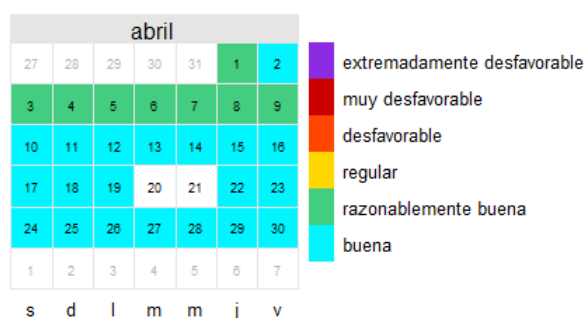 abril
27 28 29 30 31 1 2
3 4 5 6 7 8 9
10 11 12 13 14 15 16
17 18 19 20 21 22 23
24 25 26 27 28 29 30
1 2 3 4 5 6 7
s d l m m j v
extremadamente desfavorable
muy desfavorable
desfavorable
regular
razonablemente buena
buena